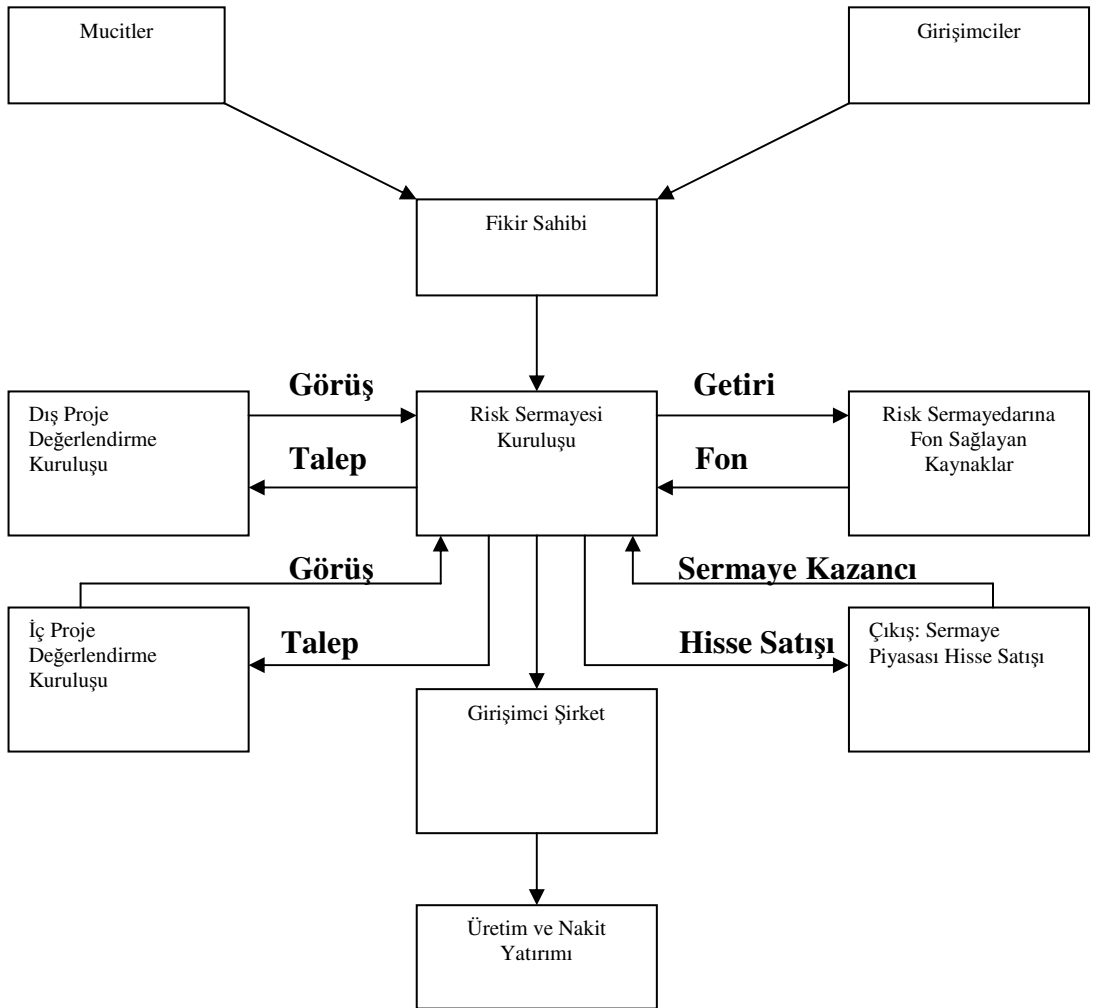 Mucitler
Girişimciler
Fikir Sahibi
Görüş
Getiri
Dış Proje
Değerlendirme
Kuruluşu
Risk Sermayesi
Kuruluşu
Risk Sermayedarına
Fon Sağlayan
Kaynaklar
Talep
Fon
Görüş
Sermaye Kazancı
İç Proje
Değerlendirme
Kuruluşu
Talep
Hisse Satışı
Çıkış: Sermaye
Piyasası Hisse Satışı
Girişimci Şirket
Üretim ve Nakit
Yatırımı